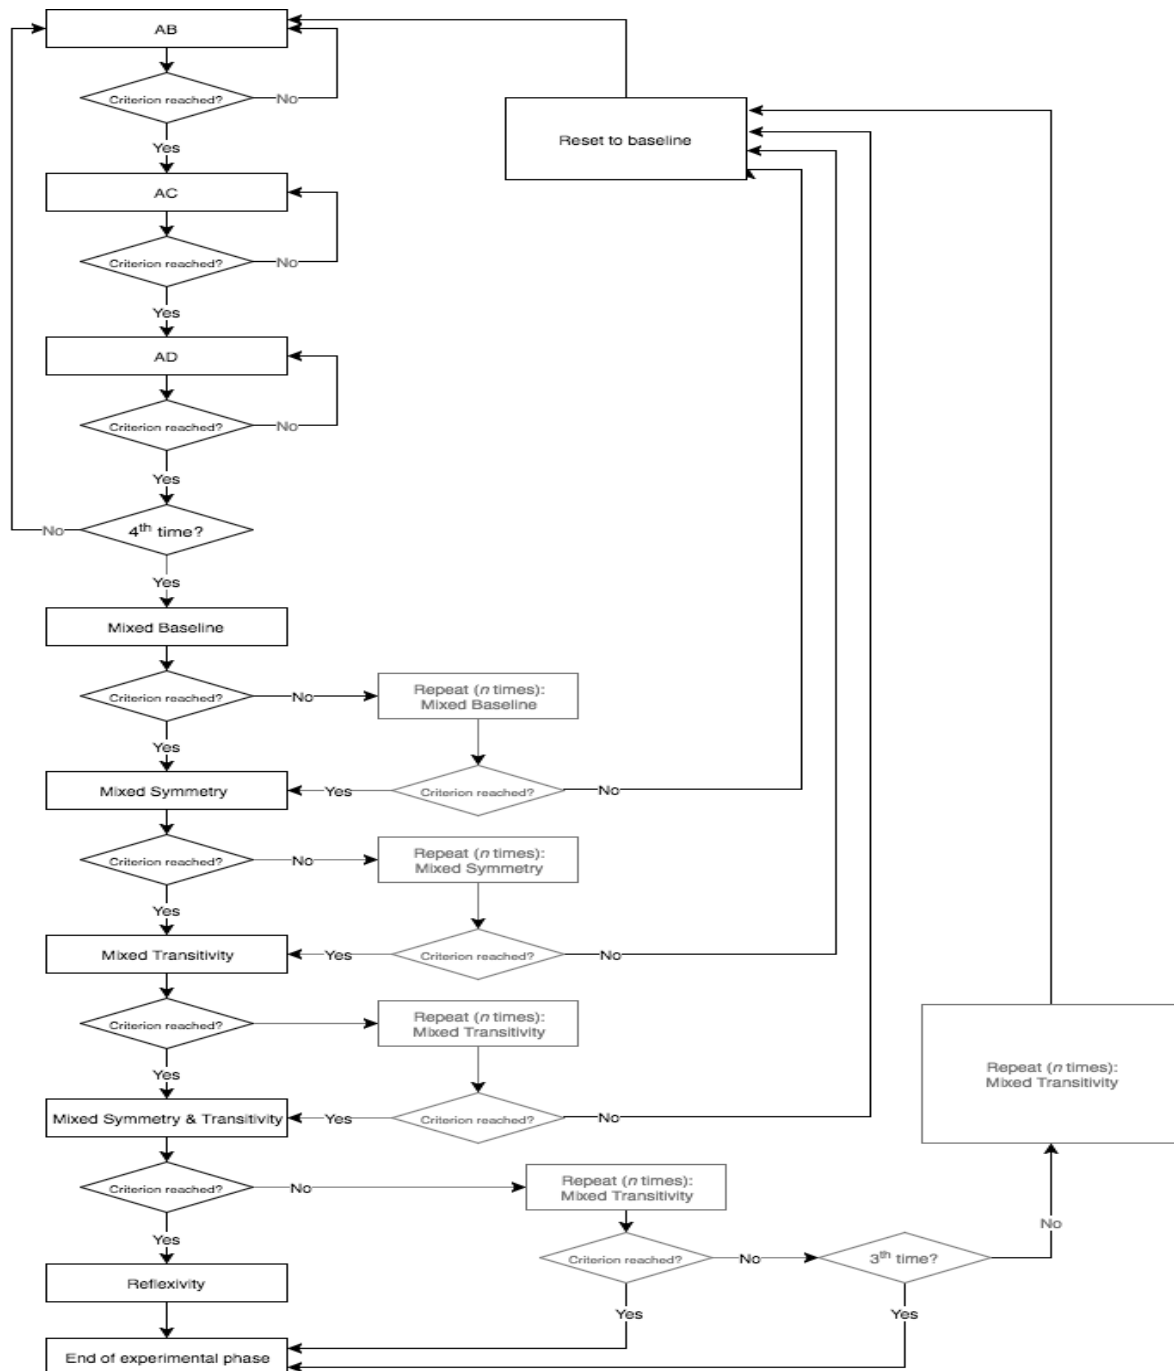 AB
Criterion reached?
No
Yes
Reset to baseline
AC
Criterion reached?
No
Yes
AD
Criterion reached?
No
Yes
4th time?
No
Yes
Mixed Baseline
Criterion reached?
No
Repeat (n times):
Mixed Baseline
Yes
Mixed Symmetry
Yes
Criterion reached?
No
Criterion reached?
No
Repeat (n times):
Mixed Symmetry
Yes
Mixed Transitivity
Yes
Criterion reached?
No
Criterion reached?
Repeat (n times):
Mixed Transitivity
Repeat (n times):
Mixed Transitivity
Yes
Mixed Symmetry & Transitivity
Yes
Criterion reached?
No
Criterion reached?
No
Repeat (n times):
Mixed Transitivity
No
Yes
Criterion reached?
No
3th time?
Reflexivity
Yes
Yes
End of experimental phase